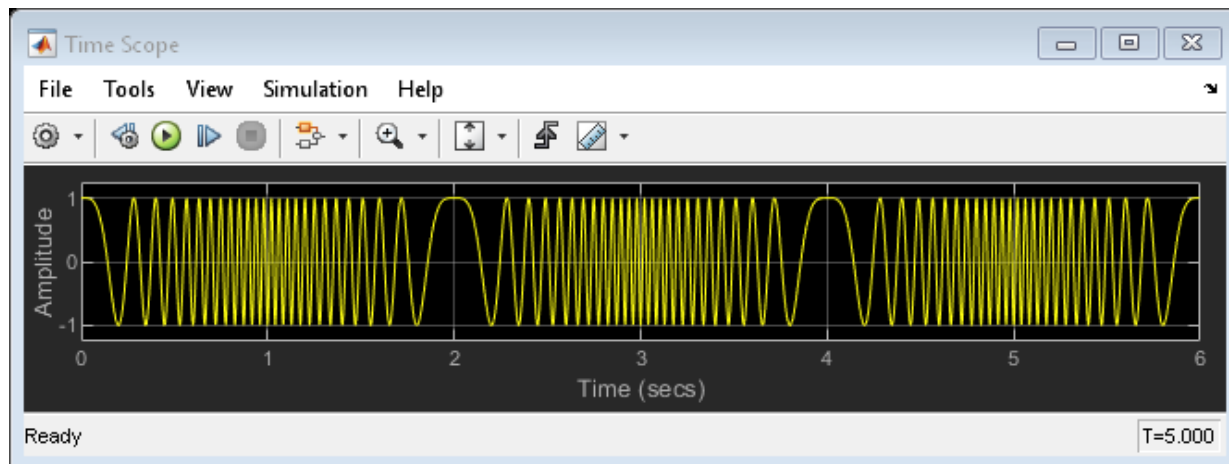 Time Scope
File Tools View Simulation Help
Amplitude
1
0
-1
0 1 2 3 4 5 6
Time (secs)
Ready T=5.000